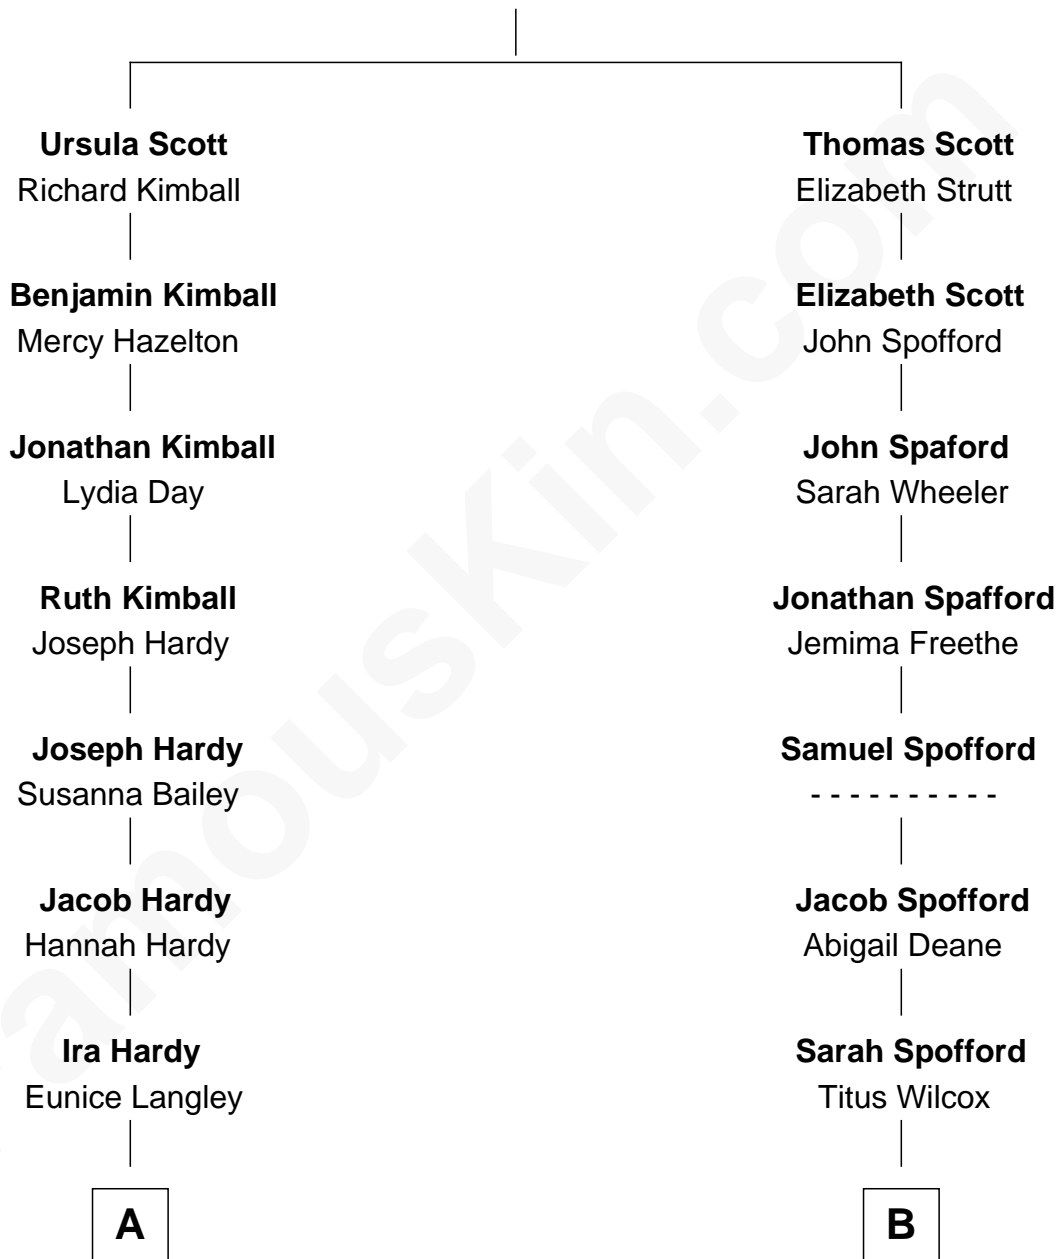 Ursula Scott
Richard Kimball
Benjamin Kimball
Mercy Hazelton
Jonathan Kimball
Lydia Day
Ruth Kimball
Joseph Hardy
Joseph Hardy
Susanna Bailey
Jacob Hardy
Hannah Hardy
Ira Hardy
Eunice Langley
A
Thomas Scott
Elizabeth Strutt
Elizabeth Scott
John Spofford
John Spaford
Sarah Wheeler
Jonathan Spafford
Jemima Freethe
Samuel Spofford
- - - - - - - - - -
Jacob Spofford
Abigail Deane
Sarah Spofford
Titus Wilcox
B
amouskin.com